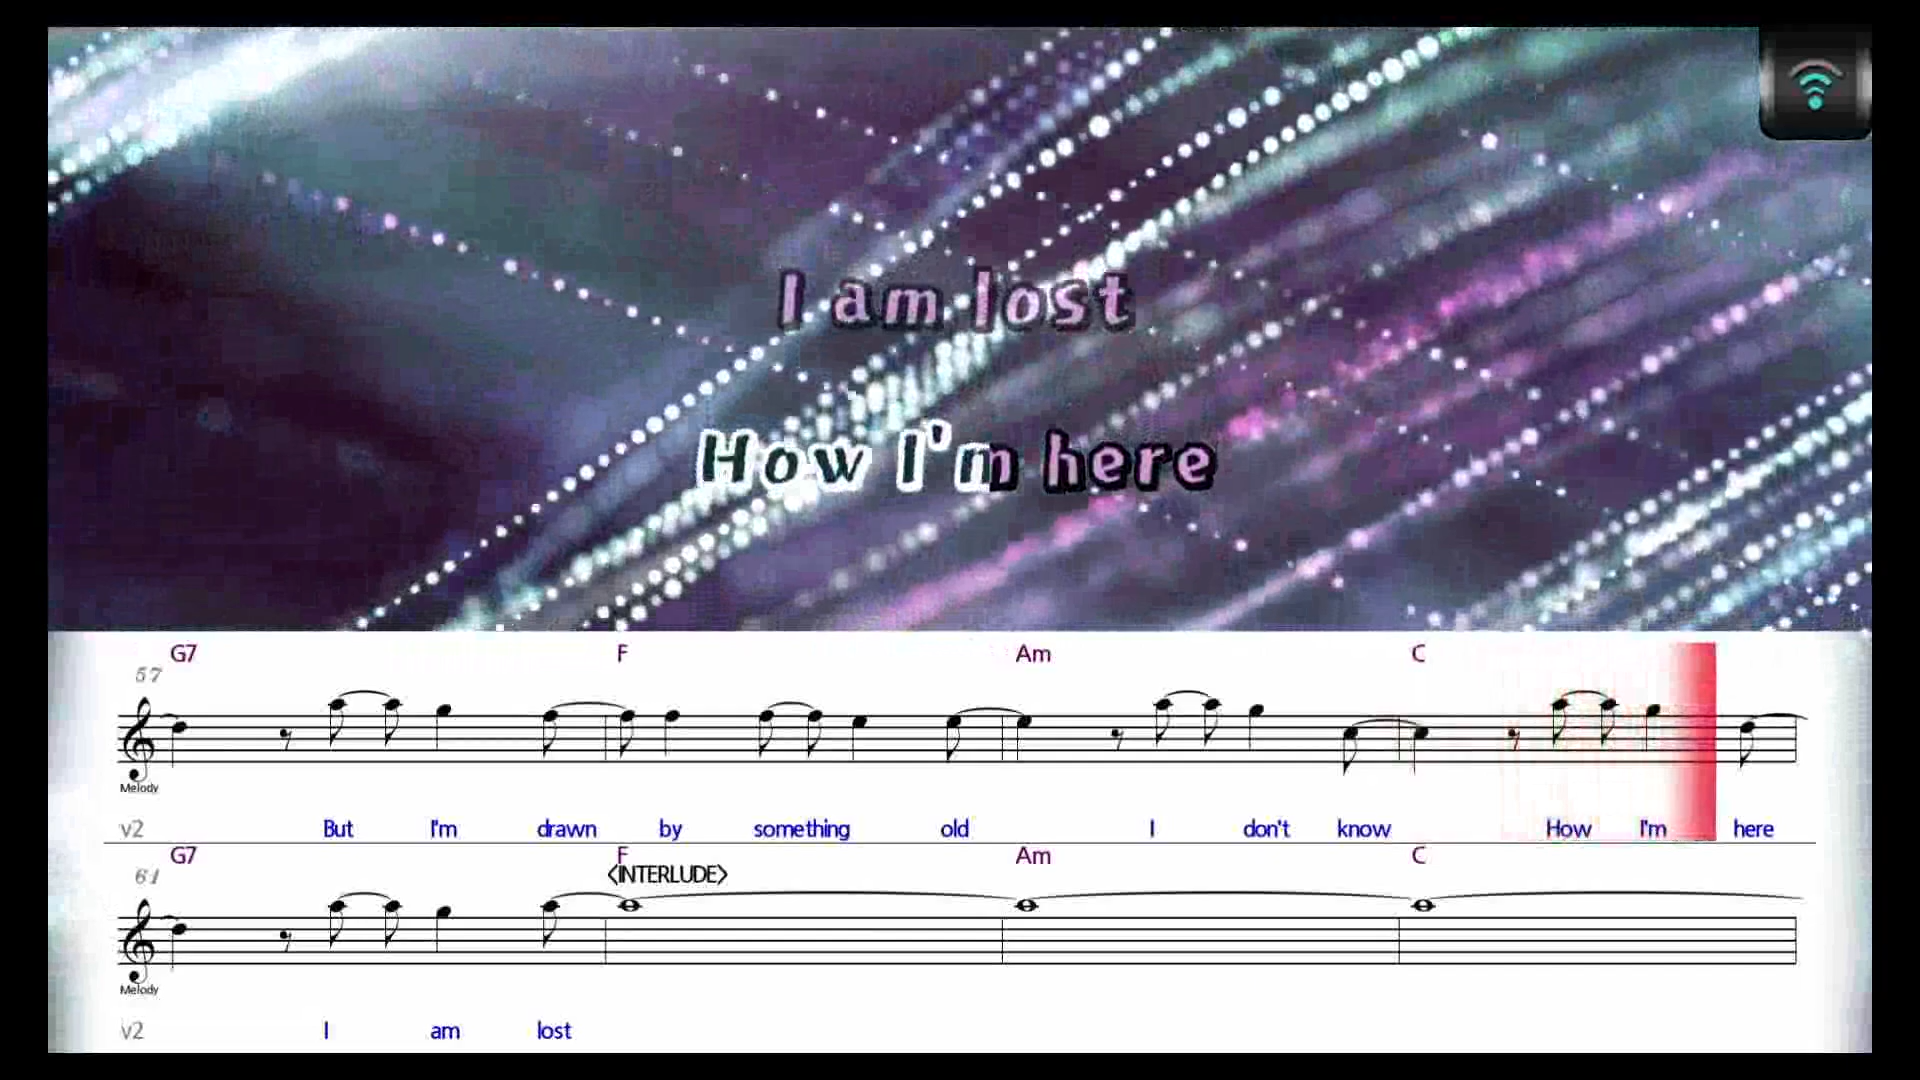 I am lost
How I'm here
G7 F Am C
57
Melody
v2 But I'm drawn by something old I don't know How I'm here
G7 F Am C
<INTERLUDE>
61
Melody
v2 I am lost